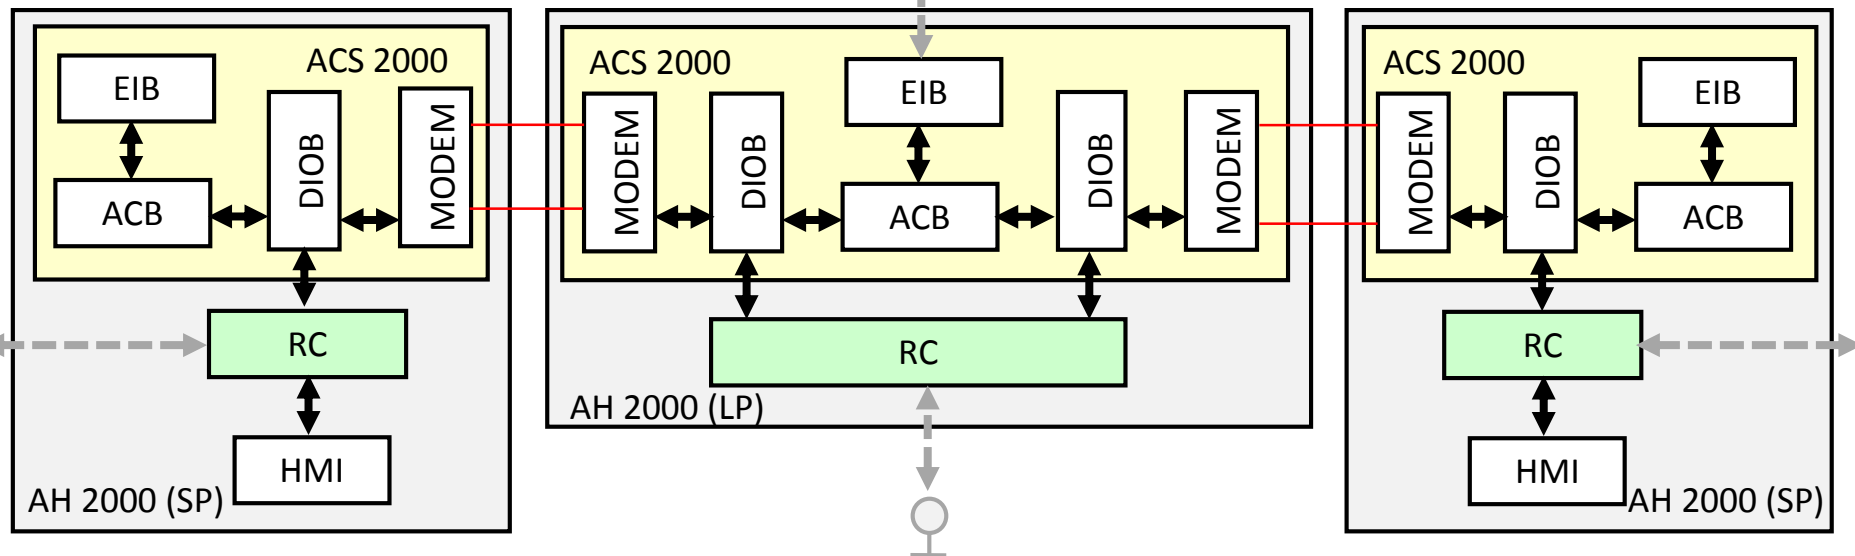 ACS 2000
EIB
DIOB
MODEM
ACB
RC
HMI
AH 2000 (SP)
ACS 2000
EIB
MODEM
DIOB
ACB
DIOB
MODEM
RC
AH 2000 (LP)
ACS 2000
EIB
MODEM
DIOB
ACB
RC
HMI
AH 2000 (SP)